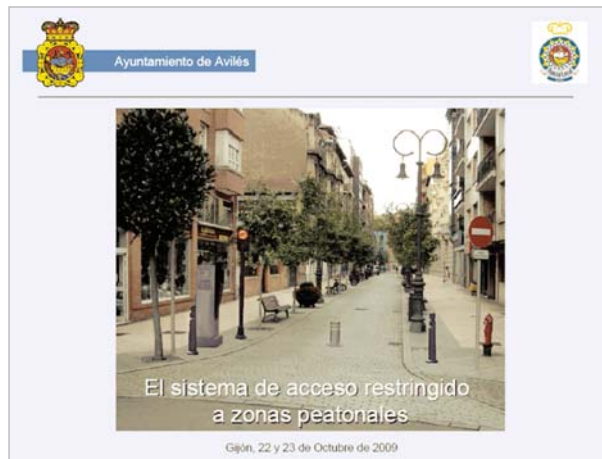 Ayuntamiento de Avilés
El sistema de acceso restringido
a zonas peatonales
Gijón, 22 y 23 de Octubre de 2009